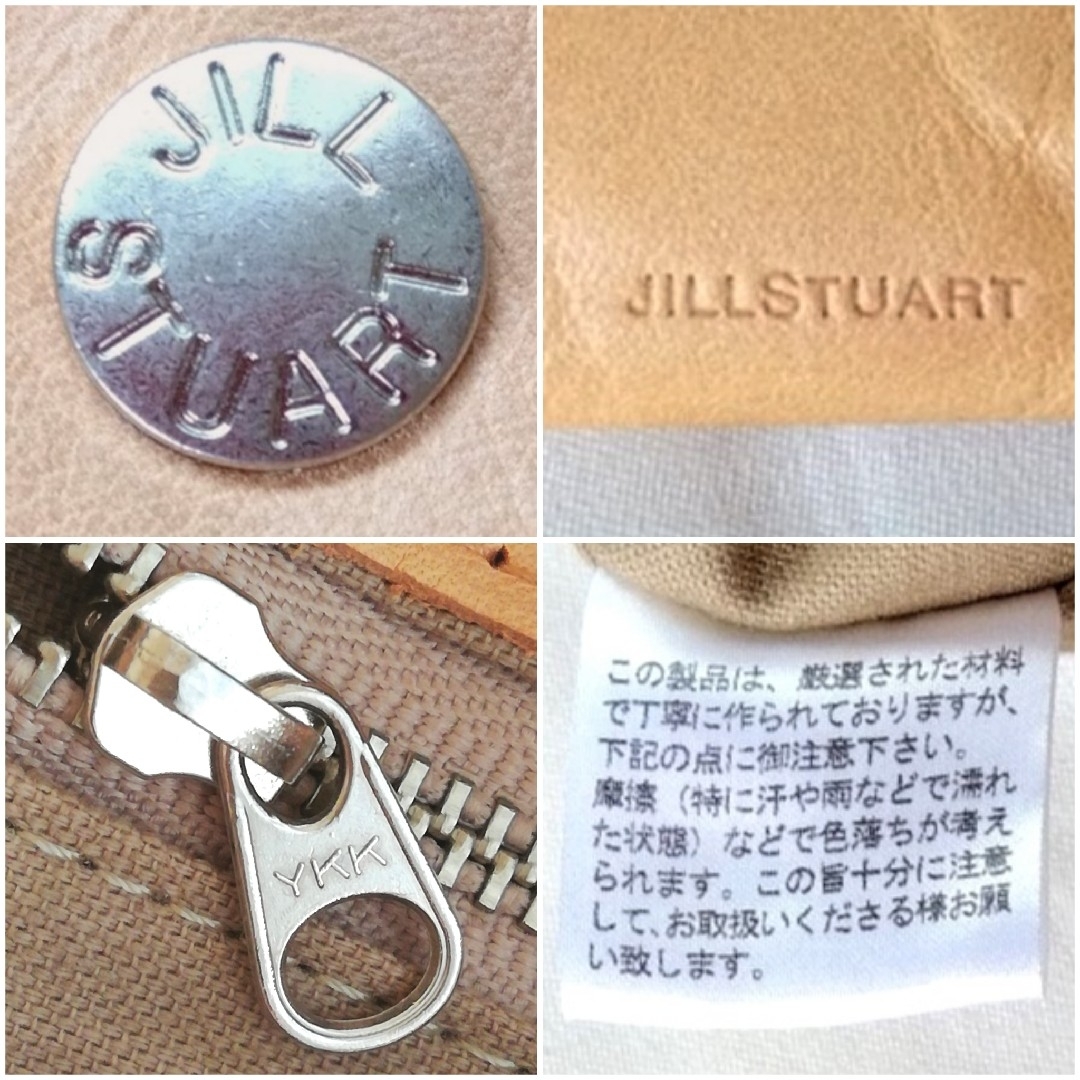 JILL
STUART
JILLSTUART
YKK
この製品は、厳選された材料
で丁寧に作られておりますが、
下記の点に御注意下さい。
摩擦（特に汗や雨などで濡れ
た状態）などで色落ちが考え
られます。この旨十分に注意
して、お取扱いくださる様お願
い致します。